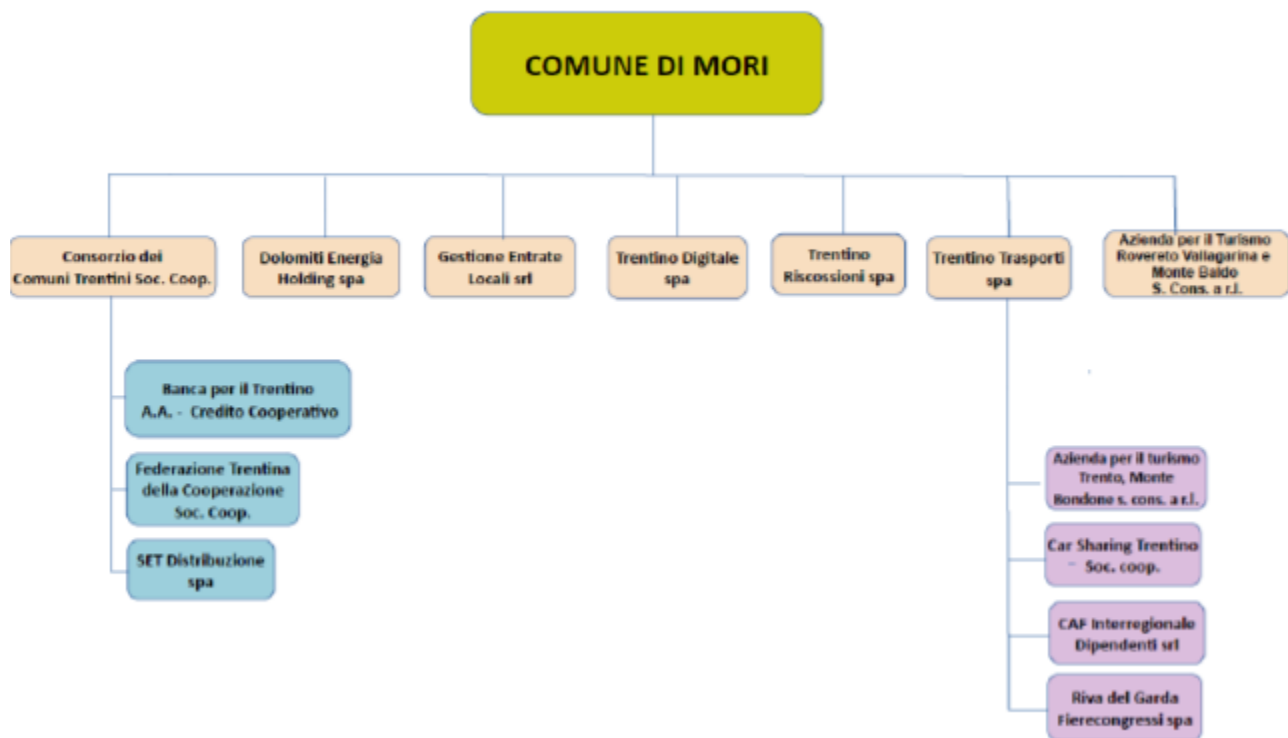 COMUNE DI MORI
Consorzio dei
Comuni Trentini Soc. Coop.
Dolomiti Energia
Holding spa
Gestione Entrate
Locali srl
Trentino Digitale
spa
Trentino
Riscossioni spa
Trentino Trasporti
spa
Azienda per il Turismo
Rovereto Vallagarina e
Monte Baldo
S. Cons. a r.l.
Banca per il Trentino
A.A. - Credito Cooperativo
Federazione Trentina
della Cooperazione
Soc. Coop.
SET Distribuzione
spa
Azienda per il turismo
Trento, Monte
Bondone s. cons. a r.l.
Car Sharing Trentino
– Soc. coop.
CAF Interregionale
Dipendenti srl
Riva del Garda
Fierecongressi spa